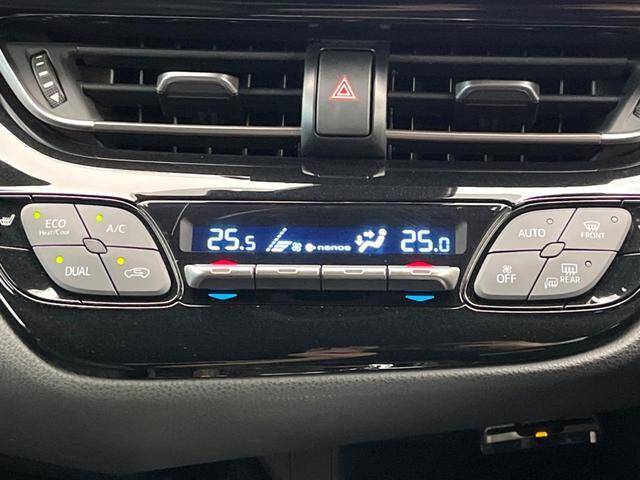 ECO
Heat/Cool
A/C
DUAL
25.5
nanoe
25.0
AUTO
FRONT
OFF
REAR